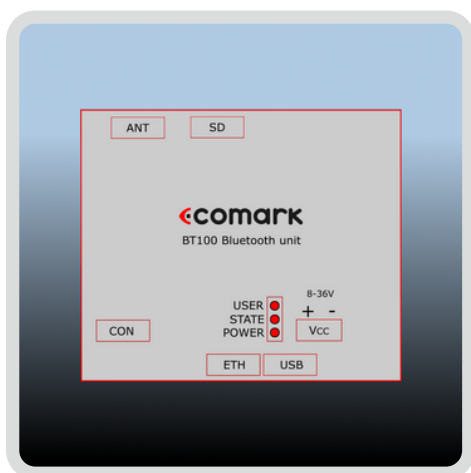 ANT
SD
comark
BT100 Bluetooth unit
8-36V
+ -
USER
STATE
POWER
CON
Vcc
ETH
USB